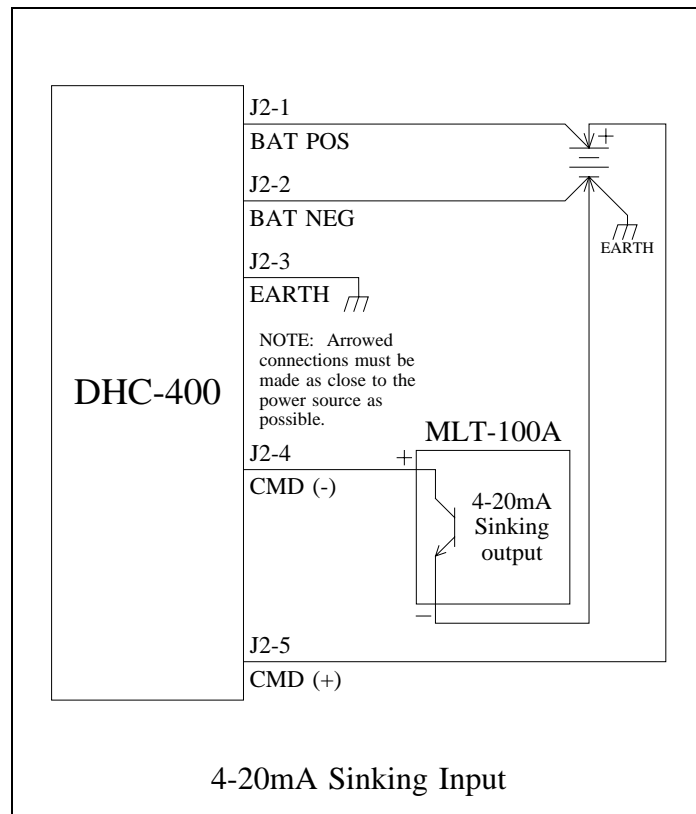 J2-1
BAT POS
+
J2-2
BAT NEG
EARTH
J2-3
EARTH
NOTE: Arrowed
connections must be
made as close to the
power source as
possible.
DHC-400
MLT-100A
J2-4
+
CMD (-)
4-20mA
Sinking
output
−
J2-5
CMD (+)
4-20mA Sinking Input